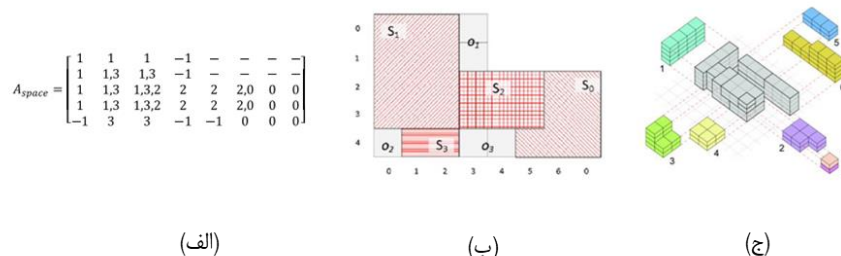 A_space =
1 1 1 −1 − − − −
1 1,3 1,3 −1 − − − −
1 1,3 1,3,2 2 2 2,0 0 0
1 1,3 1,3,2 2 2 2,0 0 0
−1 3 3 −1 −1 0 0 0
(الف)
0
1
2
3
4
S1
o1
S2
S0
o2
S3
o3
0 1 2 3 4 5 6 0
(ب)
1
5
3
4
2
(ج)